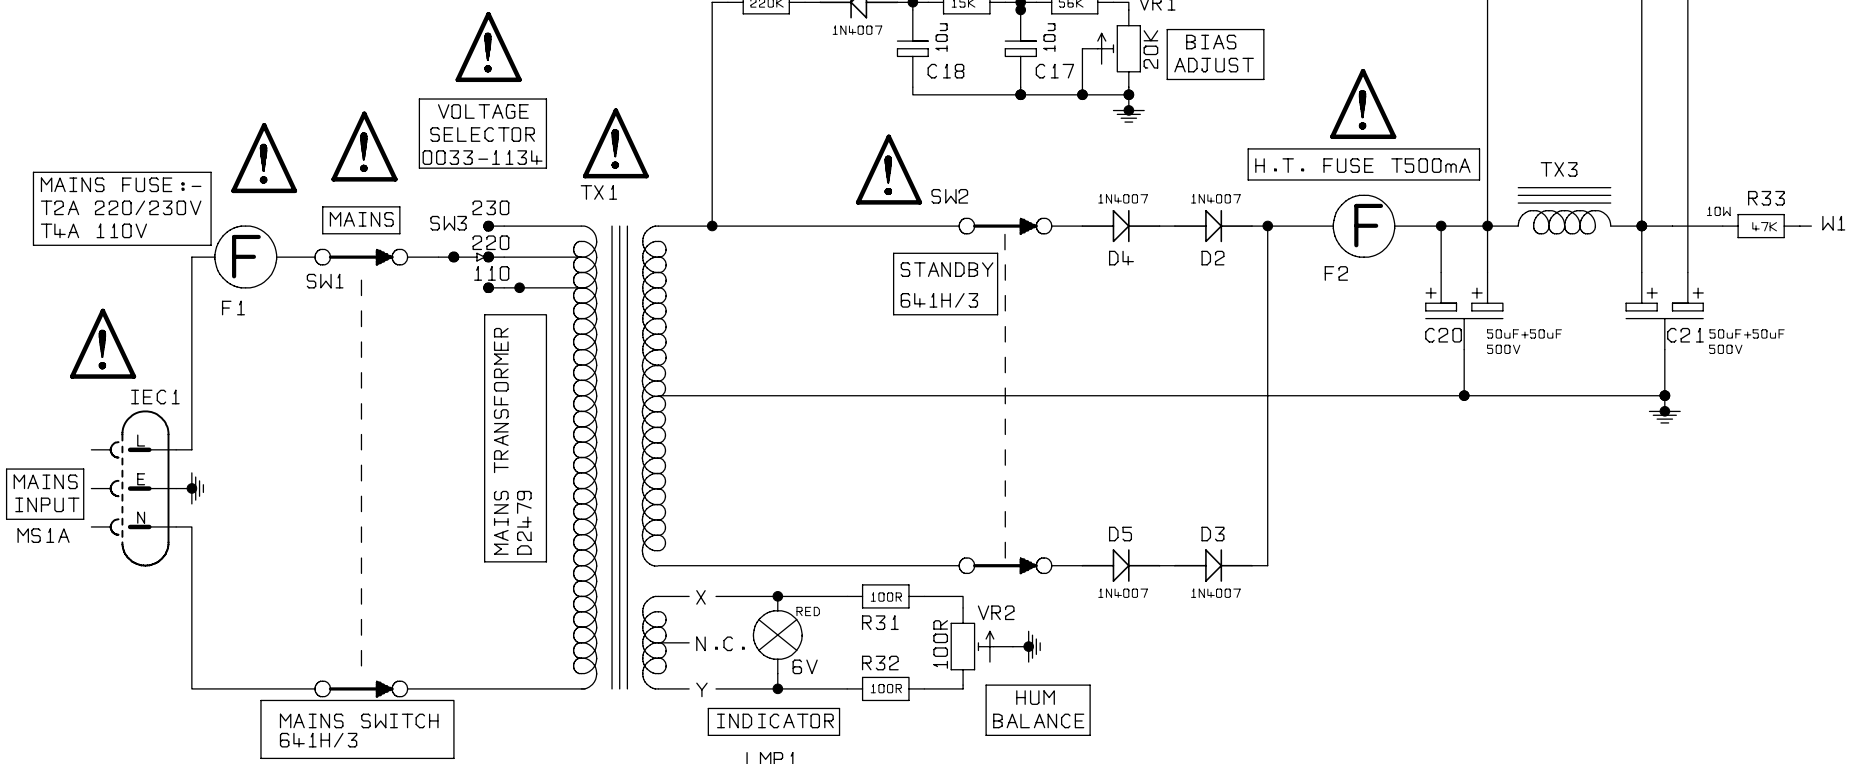 220K
1N4007
15K
56K
VR1
10u
C18
10u
C17
20K
BIAS
ADJUST
VOLTAGE
SELECTOR
0033-1134
MAINS FUSE:-
T2A 220/230V
T4A 110V
F
F1
MAINS
SW1
SW3
230
220
110
TX1
SW2
STANDBY
641H/3
1N4007
D4
1N4007
D2
H.T. FUSE T500mA
F
F2
TX3
10W
R33
47K
W1
+
+
C20
50uF+50uF
500V
+
+
C21
50uF+50uF
500V
MAINS TRANSFORMER
D2479
IEC1
L
E
N
MAINS
INPUT
MS1A
D5
1N4007
D3
1N4007
X
N.C.
Y
RED
6V
100R
R31
R32
100R
100R
VR2
HUM
BALANCE
MAINS SWITCH
641H/3
INDICATOR
LMP1